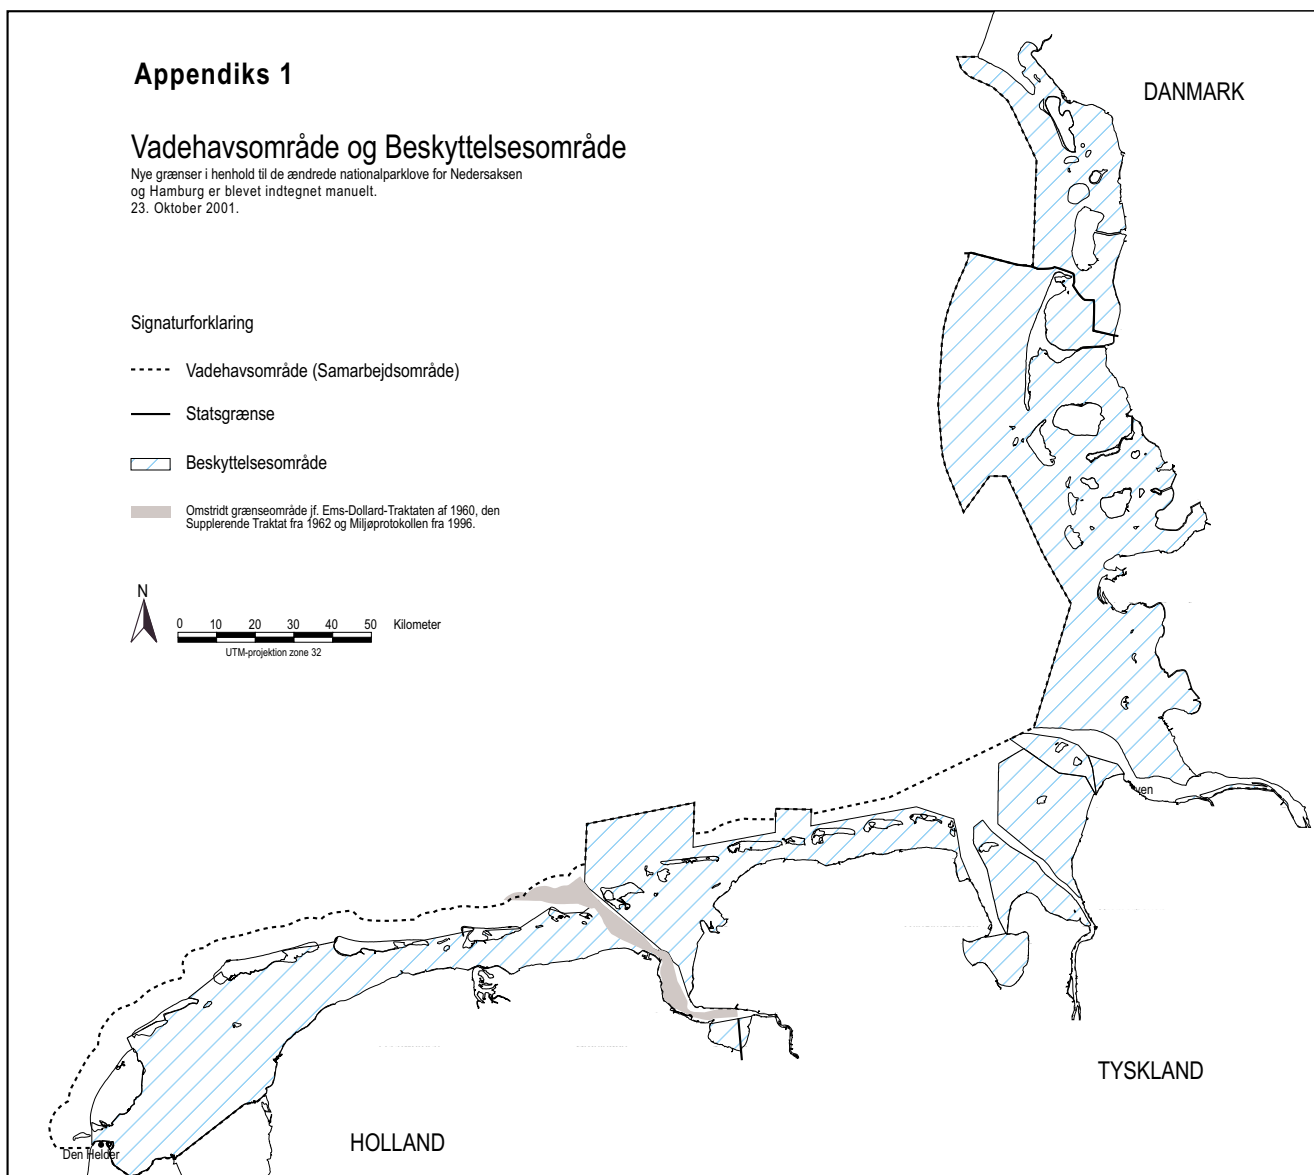 Appendiks 1
DANMARK
Vadehavsområde og Beskyttelsesområde
Nye grænser i henhold til de ændrede nationalparklove for Nedersaksen
og Hamburg er blevet indtegnet manuelt.
23. Oktober 2001.
Signaturforklaring
Vadehavsområde (Samarbejdsområde)
Statsgrænse
Beskyttelsesområde
Omstridt grænseområde jf. Ems-Dollard-Traktaten af 1960, den
Supplerende Traktat fra 1962 og Miljøprotokollen fra 1996.
N
0 10 20 30 40 50 Kilometer
UTM-projektion zone 32
TYSKLAND
HOLLAND
Den Helder